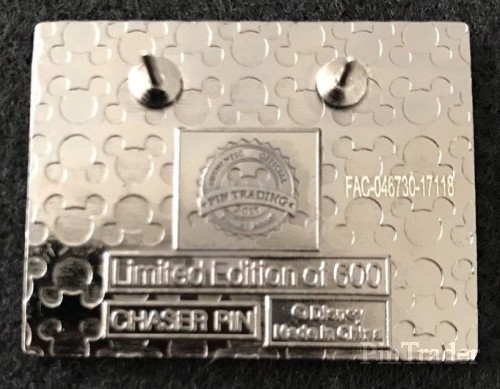 AUTHENTIC OFFICIAL
PIN TRADING
FAC-046730-17118
Limited Edition of 600
CHASER PIN
© Disney
Made in China
PinTrader